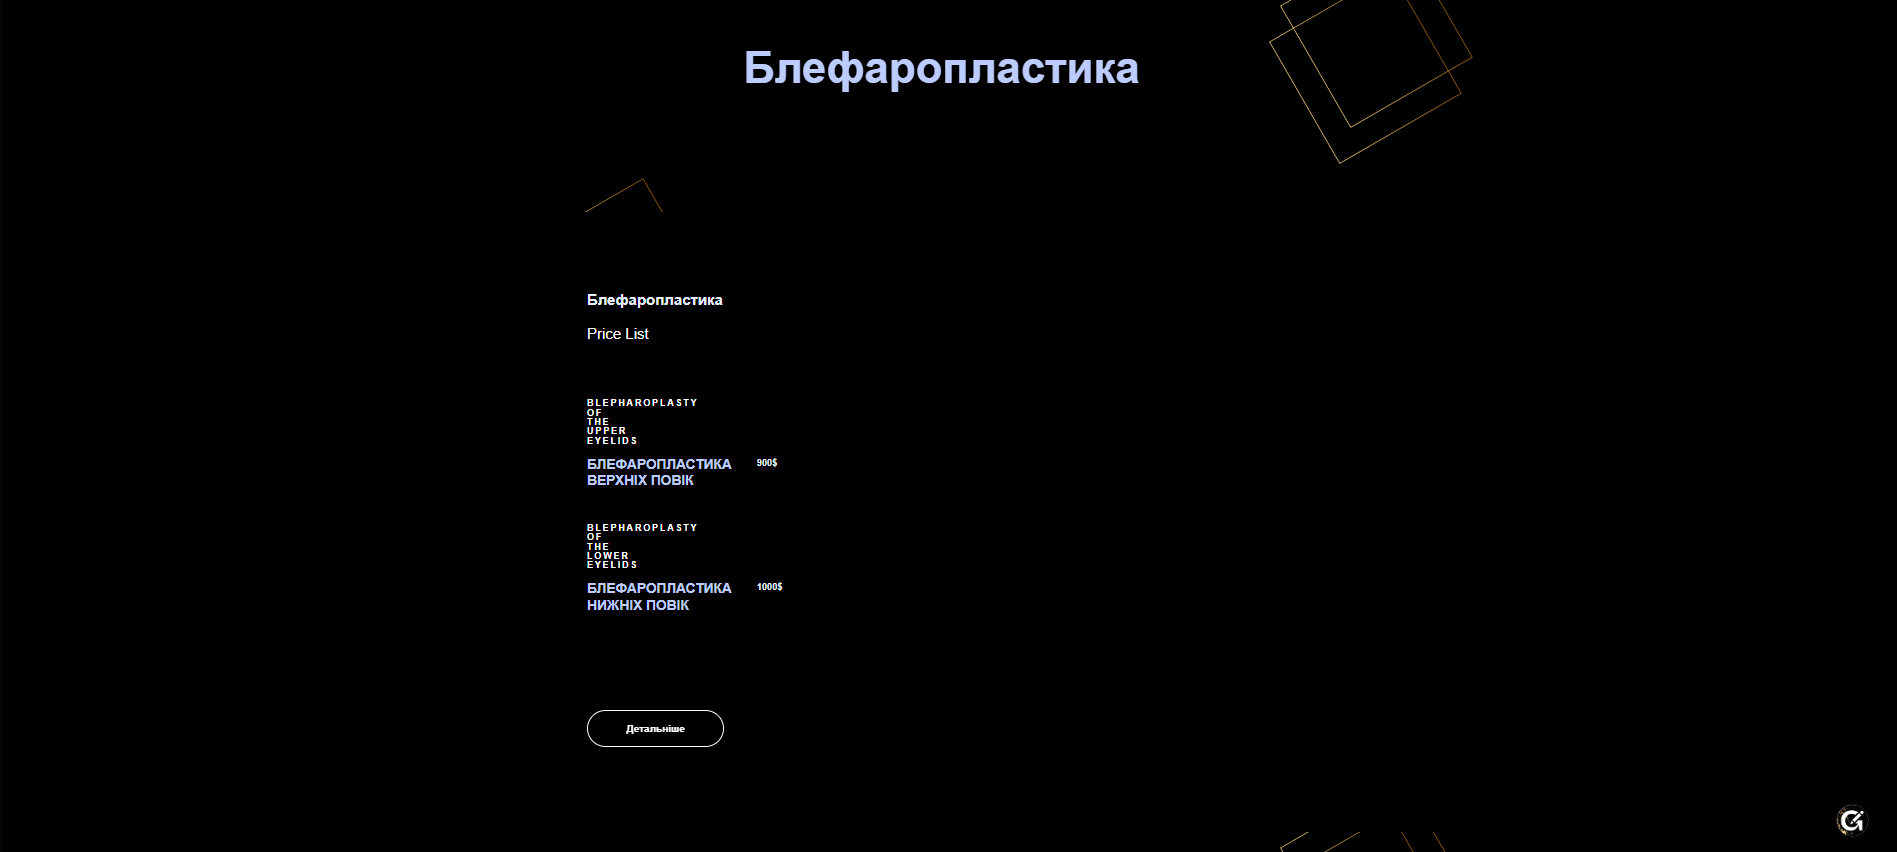 Блефаропластика
Блефаропластика
Price List
BLEPHAROPLASTY
OF
THE
UPPER
EYELIDS
БЛЕФАРОПЛАСТИКА 900$
ВЕРХНІХ ПОВІК
BLEPHAROPLASTY
OF
THE
LOWER
EYELIDS
БЛЕФАРОПЛАСТИКА 1000$
НИЖНІХ ПОВІК
Детальніше